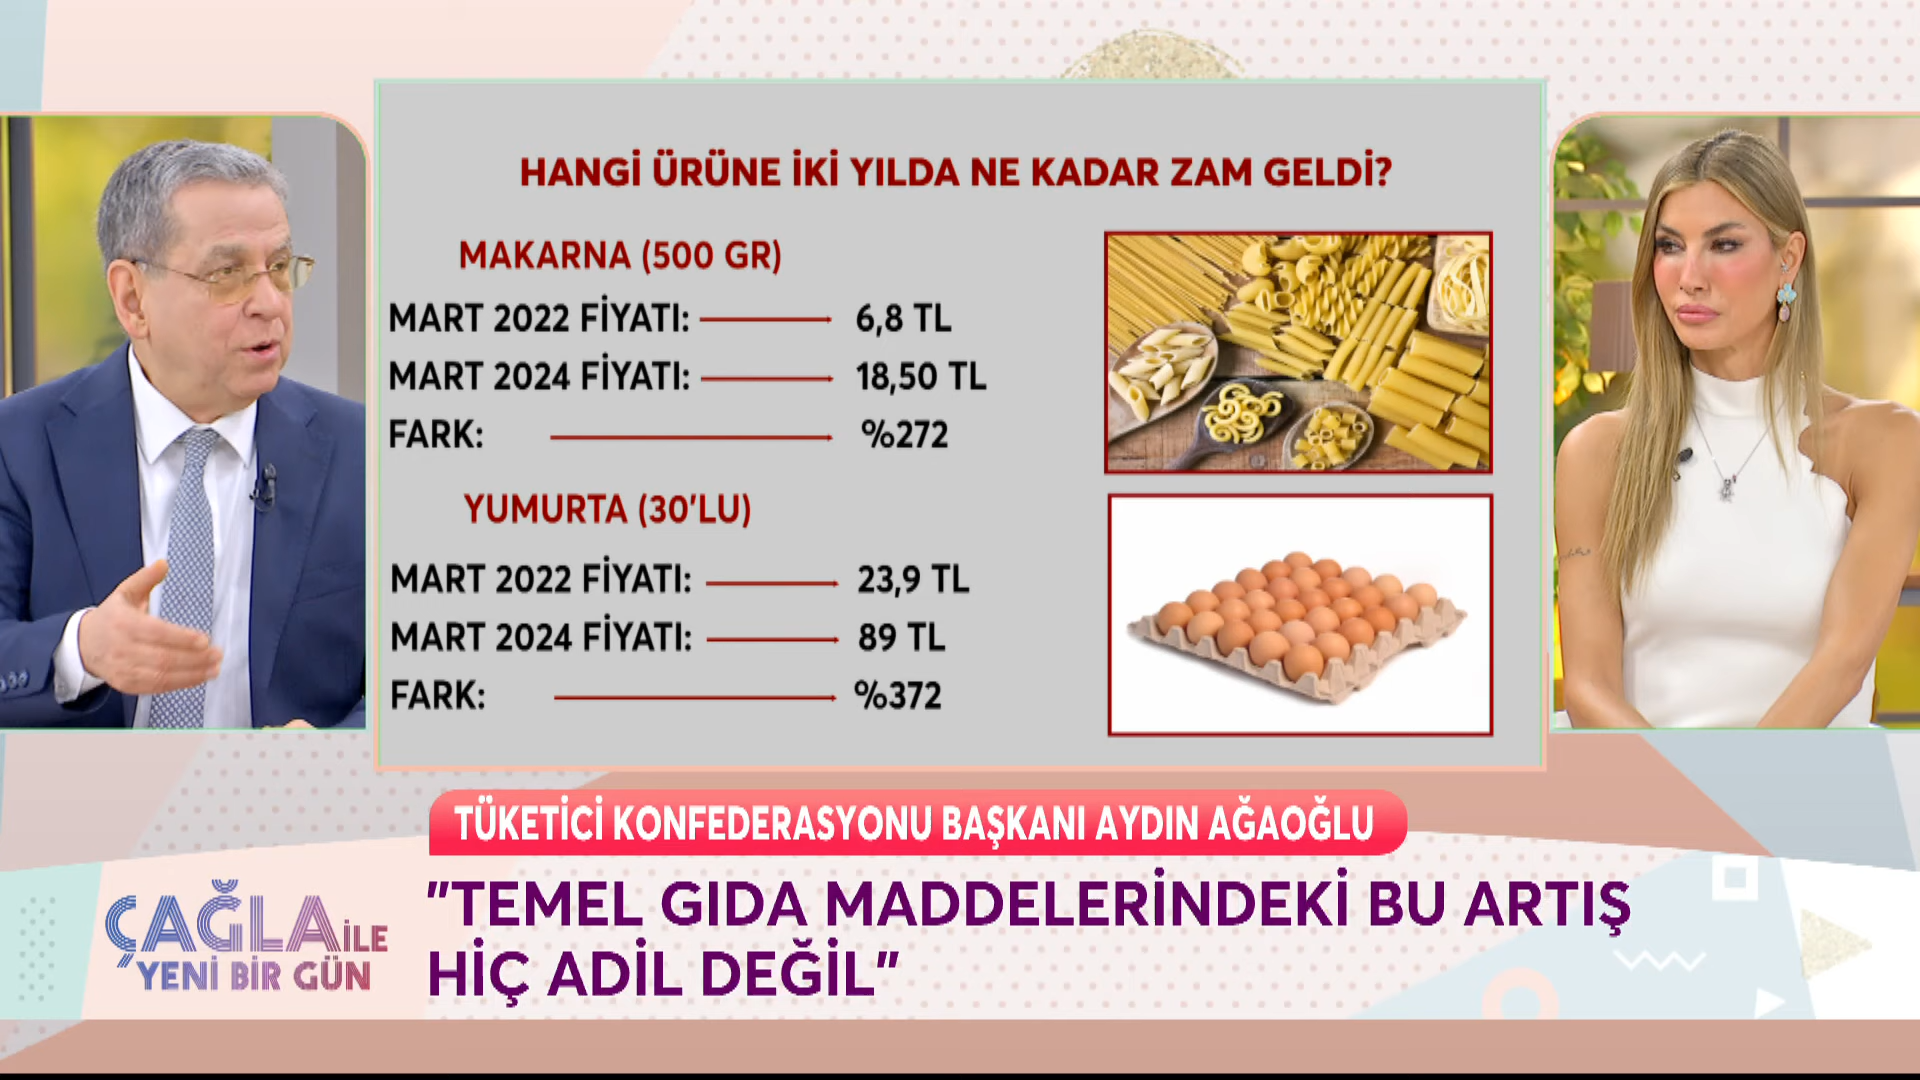 HANGİ ÜRÜNE İKİ YILDA NE KADAR ZAM GELDİ?
MAKARNA (500 GR)
MART 2022 FİYATI: 6,8 TL
MART 2024 FİYATI: 18,50 TL
FARK: %272
YUMURTA (30'LU)
MART 2022 FİYATI: 23,9 TL
MART 2024 FİYATI: 89 TL
FARK: %372
TÜKETİCİ KONFEDERASYONU BAŞKANI AYDIN AĞAOĞLU
"TEMEL GIDA MADDELERİNDEKİ BU ARTIŞ
HİÇ ADİL DEĞİL"
ÇAĞLA İLE
YENİ BİR GÜN